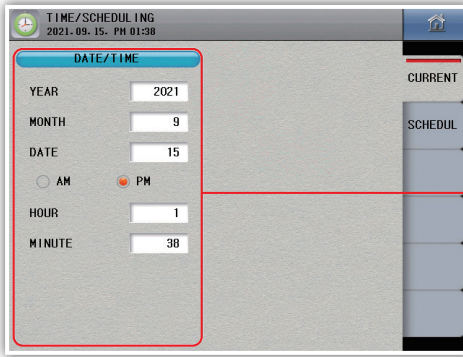 TIME/SCHEDULING
2021. 09. 15. PM 01:38
DATE/TIME
YEAR 2021
MONTH 9
DATE 15
AM PM
HOUR 1
MINUTE 38
CURRENT
SCHEDUL